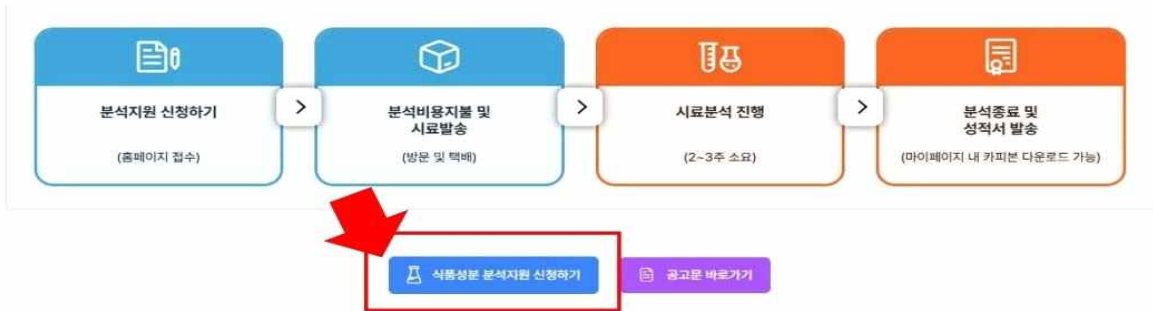 분석지원 신청하기
(홈페이지 접수)
>
분석비용지불 및
시료발송
(방문 및 택배)
>
시료분석 진행
(2~3주 소요)
>
분석종료 및
성적서 발송
(마이페이지 내 카피본 다운로드 가능)
식품성분 분석지원 신청하기
공고문 바로가기